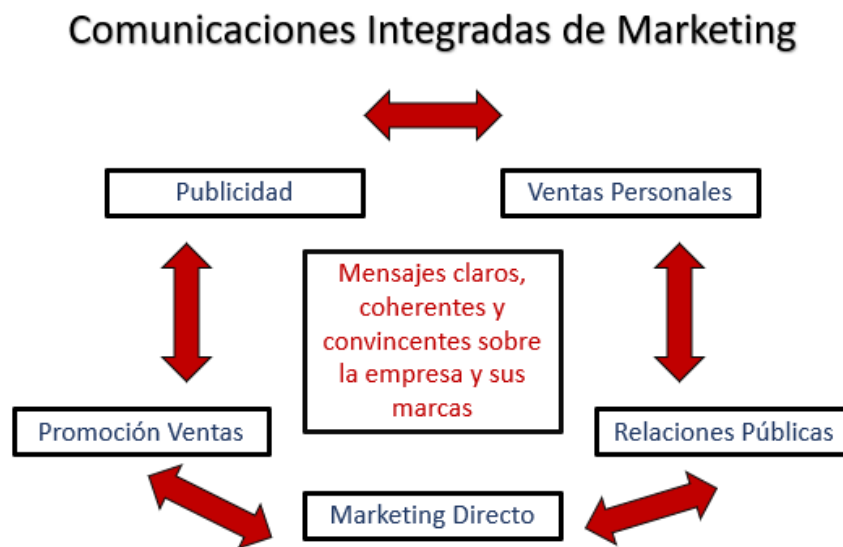 Comunicaciones Integradas de Marketing
Publicidad
Ventas Personales
Mensajes claros,
coherentes y
convincentes sobre
la empresa y sus
marcas
Promoción Ventas
Relaciones Públicas
Marketing Directo